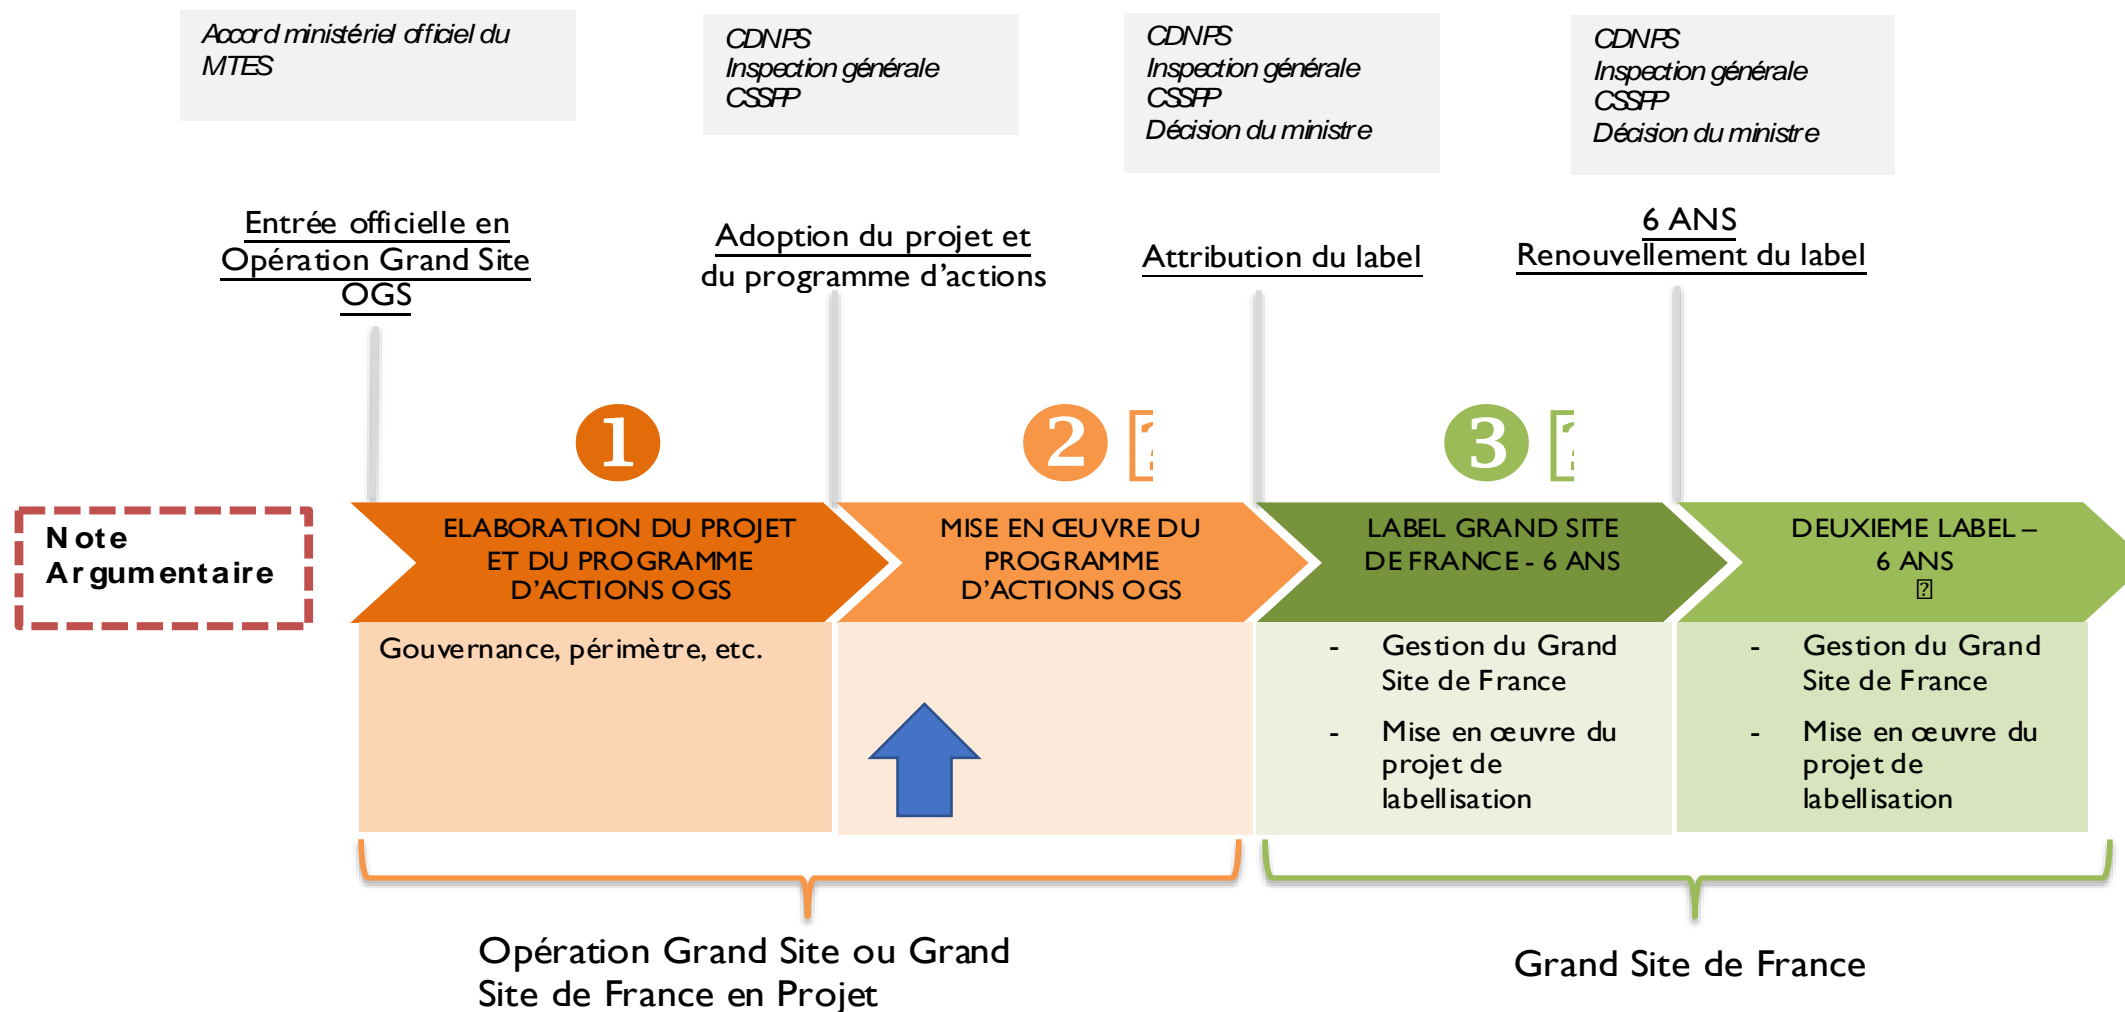 Accord ministériel officiel du
MTES
CDNPS
Inspection générale
CSSPP
CDNPS
Inspection générale
CSSPP
Décision du ministre
CDNPS
Inspection générale
CSSPP
Décision du ministre
Entrée officielle en
Opération Grand Site
OGS
Adoption du projet et
du programme d’actions
Attribution du label
6 ANS
Renouvellement du label
1
2
3
Note
Argumentaire
ELABORATION DU PROJET
ET DU PROGRAMME
D’ACTIONS OGS
MISE EN ŒUVRE DU
PROGRAMME
D’ACTIONS OGS
LABEL GRAND SITE
DE FRANCE - 6 ANS
DEUXIEME LABEL –
6 ANS
Gouvernance, périmètre, etc.
- Gestion du Grand
Site de France
- Mise en œuvre du
projet de
labellisation
- Gestion du Grand
Site de France
- Mise en œuvre du
projet de
labellisation
Opération Grand Site ou Grand
Site de France en Projet
Grand Site de France